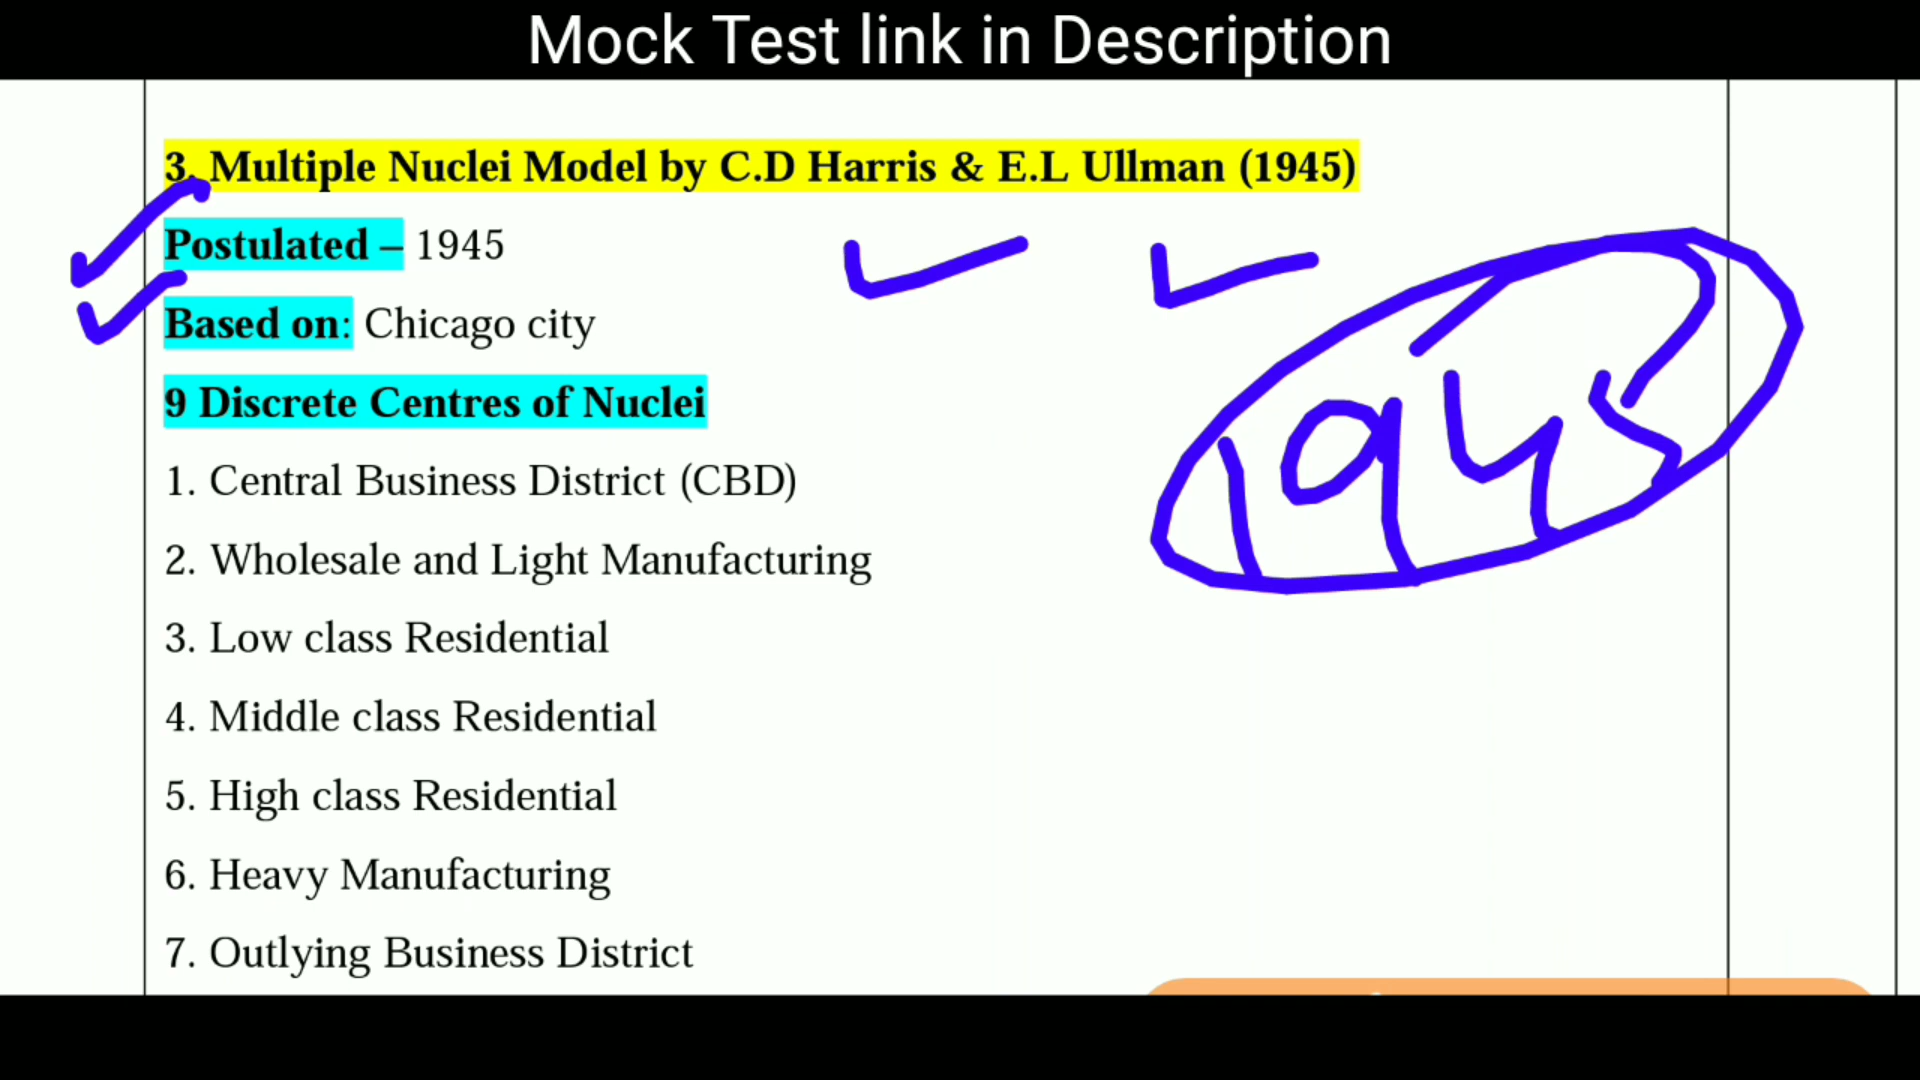 Mock Test link in Description
3. Multiple Nuclei Model by C.D Harris & E.L Ullman (1945)
Postulated – 1945
Based on: Chicago city
1945
9 Discrete Centres of Nuclei
1. Central Business District (CBD)
2. Wholesale and Light Manufacturing
3. Low class Residential
4. Middle class Residential
5. High class Residential
6. Heavy Manufacturing
7. Outlying Business District